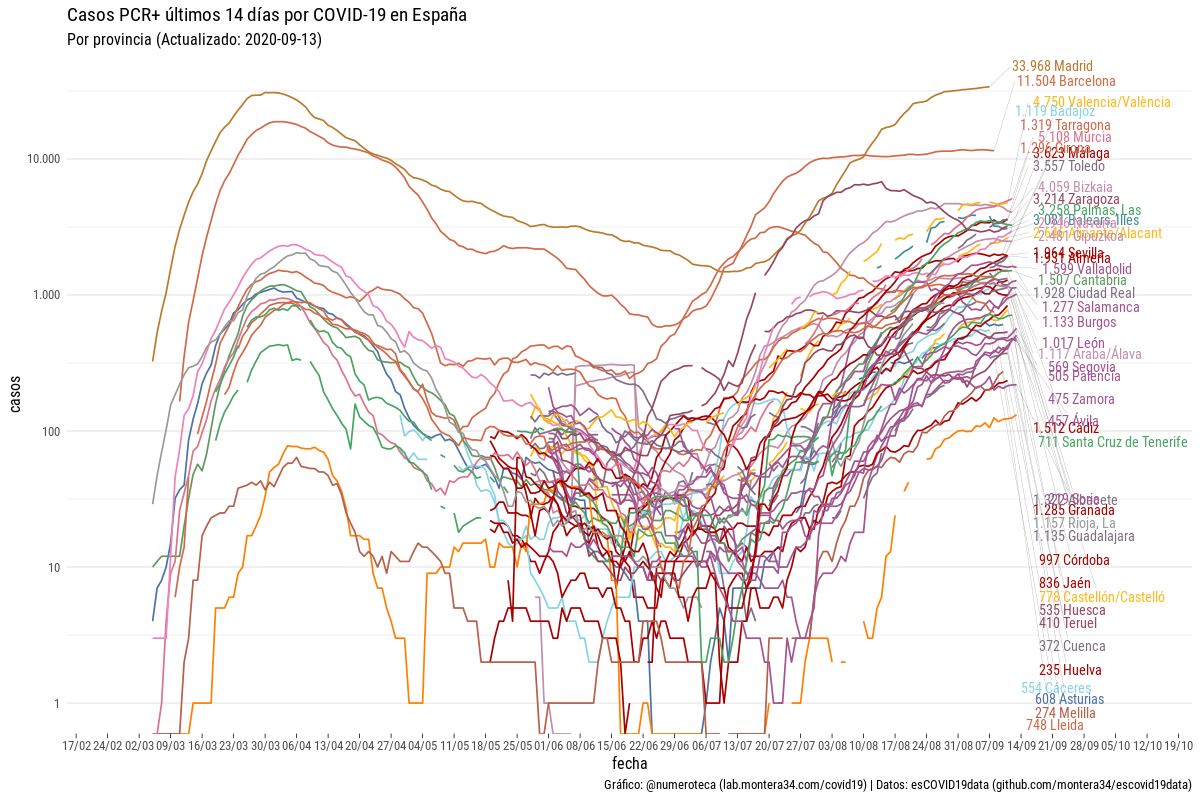 Casos PCR+ últimos 14 días por COVID-19 en España
Por provincia (Actualizado: 2020-09-13)
33.968 Madrid
11.504 Barcelona
4.750 Valencia/València
1.119 Badajoz
1.319 Tarragona
5.108 Murcia
1.296 Girona
3.623 Málaga
3.557 Toledo
4.059 Bizkaia
3.214 Zaragoza
3.258 Palmas, Las
3.081 Balears, Illes
Navarra
Alicante/Alacant
2.481 Gipuzkoa
1.964 Sevilla
1.931 Almería
1.599 Valladolid
1.507 Cantabria
1.928 Ciudad Real
1.277 Salamanca
1.133 Burgos
1.017 León
1.117 Araba/Álava
569 Segovia
505 Palencia
475 Zamora
457 Ávila
1.512 Cádiz
711 Santa Cruz de Tenerife
Soria
Albacete
1.285 Granada
1.157 Rioja, La
1.135 Guadalajara
997 Córdoba
836 Jaén
778 Castellón/Castelló
535 Huesca
410 Teruel
372 Cuenca
235 Huelva
554 Cáceres
608 Asturias
274 Melilla
748 Lleida
casos
10.000
1.000
100
10
1
17/02 24/02 02/03 09/03 16/03 23/03 30/03 06/04 13/04 20/04 27/04 04/05 11/05 18/05 25/05 01/06 08/06 15/06 22/06 29/06 06/07 13/07 20/07 27/07 03/08 10/08 17/08 24/08 31/08 07/09 14/09 21/09 28/09 05/10 12/10 19/10
fecha
Gráfico: @numeroteca (lab.montera34.com/covid19) | Datos: esCOVID19data (github.com/montera34/escovid19data)